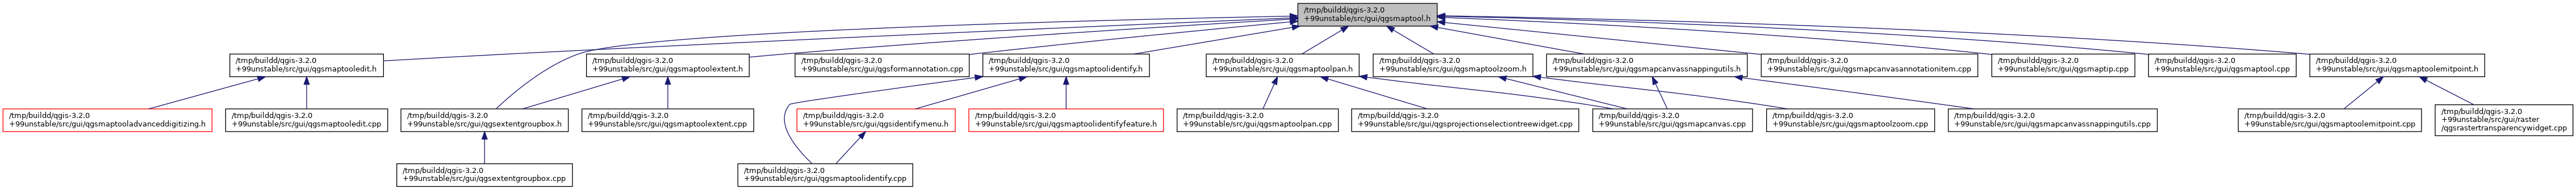 /tmp/buildd/qgis-3.2.0
+99unstable/src/gui/qgsmaptool.h
/tmp/buildd/qgis-3.2.0
+99unstable/src/gui/qgsmaptooledit.h
/tmp/buildd/qgis-3.2.0
+99unstable/src/gui/qgsmaptoolextent.h
/tmp/buildd/qgis-3.2.0
+99unstable/src/gui/qgsformannotation.cpp
/tmp/buildd/qgis-3.2.0
+99unstable/src/gui/qgsmaptoolidentify.h
/tmp/buildd/qgis-3.2.0
+99unstable/src/gui/qgsmaptoolpan.h
/tmp/buildd/qgis-3.2.0
+99unstable/src/gui/qgsmaptoolzoom.h
/tmp/buildd/qgis-3.2.0
+99unstable/src/gui/qgsmapcanvassnappingutils.h
/tmp/buildd/qgis-3.2.0
+99unstable/src/gui/qgsmapcanvasannotationitem.cpp
/tmp/buildd/qgis-3.2.0
+99unstable/src/gui/qgsmaptip.cpp
/tmp/buildd/qgis-3.2.0
+99unstable/src/gui/qgsmaptool.cpp
/tmp/buildd/qgis-3.2.0
+99unstable/src/gui/qgsmaptoolemitpoint.h
/tmp/buildd/qgis-3.2.0
+99unstable/src/gui/qgsmaptooladvanceddigitizing.h
/tmp/buildd/qgis-3.2.0
+99unstable/src/gui/qgsmaptooledit.cpp
/tmp/buildd/qgis-3.2.0
+99unstable/src/gui/qgsextentgroupbox.h
/tmp/buildd/qgis-3.2.0
+99unstable/src/gui/qgsmaptoolextent.cpp
/tmp/buildd/qgis-3.2.0
+99unstable/src/gui/qgsidentifymenu.h
/tmp/buildd/qgis-3.2.0
+99unstable/src/gui/qgsmaptoolidentifyfeature.h
/tmp/buildd/qgis-3.2.0
+99unstable/src/gui/qgsmaptoolpan.cpp
/tmp/buildd/qgis-3.2.0
+99unstable/src/gui/qgsprojectionselectiontreewidget.cpp
/tmp/buildd/qgis-3.2.0
+99unstable/src/gui/qgsmapcanvas.cpp
/tmp/buildd/qgis-3.2.0
+99unstable/src/gui/qgsmaptoolzoom.cpp
/tmp/buildd/qgis-3.2.0
+99unstable/src/gui/qgsmapcanvassnappingutils.cpp
/tmp/buildd/qgis-3.2.0
+99unstable/src/gui/qgsmaptoolemitpoint.cpp
/tmp/buildd/qgis-3.2.0
+99unstable/src/gui/raster
/qgsrastertransparencywidget.cpp
/tmp/buildd/qgis-3.2.0
+99unstable/src/gui/qgsextentgroupbox.cpp
/tmp/buildd/qgis-3.2.0
+99unstable/src/gui/qgsmaptoolidentify.cpp